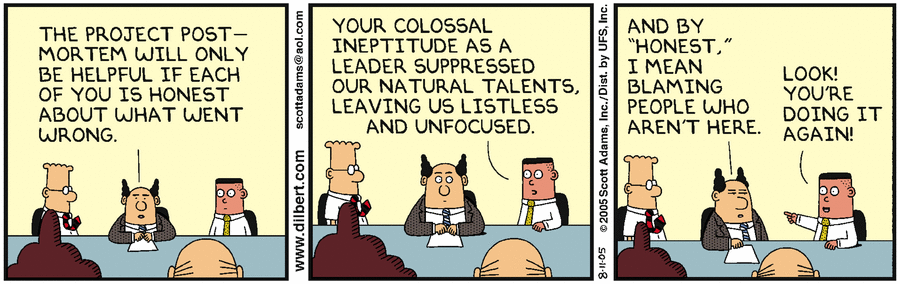 THE PROJECT POST-
MORTEM WILL ONLY
BE HELPFUL IF EACH
OF YOU IS HONEST
ABOUT WHAT WENT
WRONG.
www.dilbert.com
scottadams@aol.com
YOUR COLOSSAL
INEPTITUDE AS A
LEADER SUPPRESSED
OUR NATURAL TALENTS,
LEAVING US LISTLESS
AND UNFOCUSED.
8-11-05
©2005 Scott Adams, Inc./Dist. by UFS, Inc.
AND BY
"HONEST,"
I MEAN
BLAMING
PEOPLE WHO
AREN'T HERE.
LOOK!
YOU'RE
DOING IT
AGAIN!